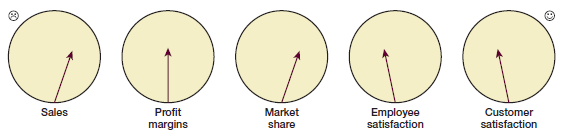 Sales
Profit
margins
Market
share
Employee
satisfaction
Customer
satisfaction